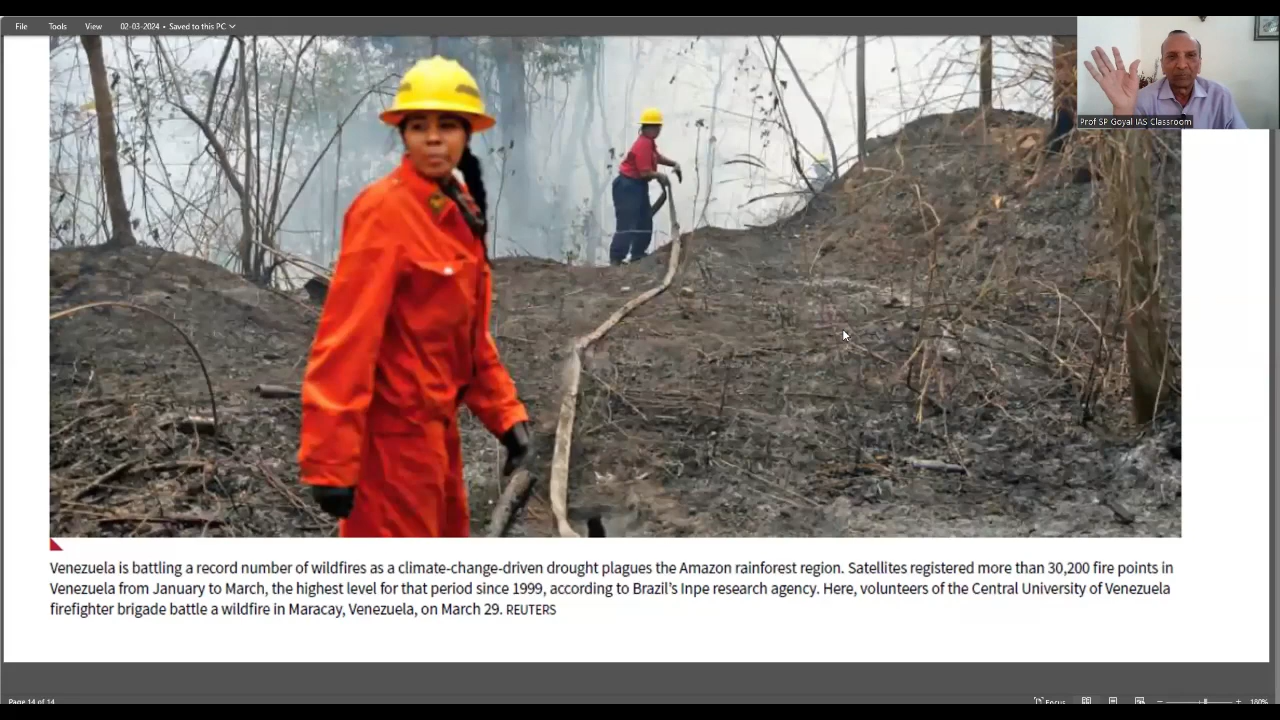 File Tools View 02-03-2024 • Saved to this PC
Prof SP Goyal IAS Classroom
Venezuela is battling a record number of wildfires as a climate-change-driven drought plagues the Amazon rainforest region. Satellites registered more than 30,200 fire points in
Venezuela from January to March, the highest level for that period since 1999, according to Brazil's Inpe research agency. Here, volunteers of the Central University of Venezuela
firefighter brigade battle a wildfire in Maracay, Venezuela, on March 29. REUTERS
Page 14 of 14 Focus 180%